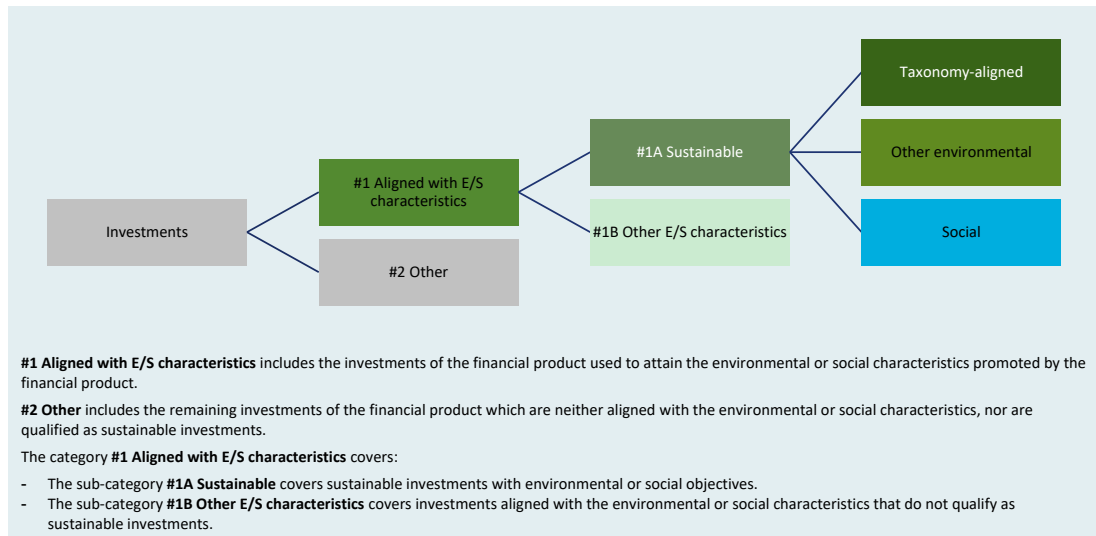 Taxonomy-aligned
#1A Sustainable
Other environmental
#1 Aligned with E/S
characteristics
Investments
#1B Other E/S characteristics
Social
#2 Other
#1 Aligned with E/S characteristics includes the investments of the financial product used to attain the environmental or social characteristics promoted by the
financial product.
#2 Other includes the remaining investments of the financial product which are neither aligned with the environmental or social characteristics, nor are
qualified as sustainable investments.
The category #1 Aligned with E/S characteristics covers:
- The sub-category #1A Sustainable covers sustainable investments with environmental or social objectives.
- The sub-category #1B Other E/S characteristics covers investments aligned with the environmental or social characteristics that do not qualify as
sustainable investments.